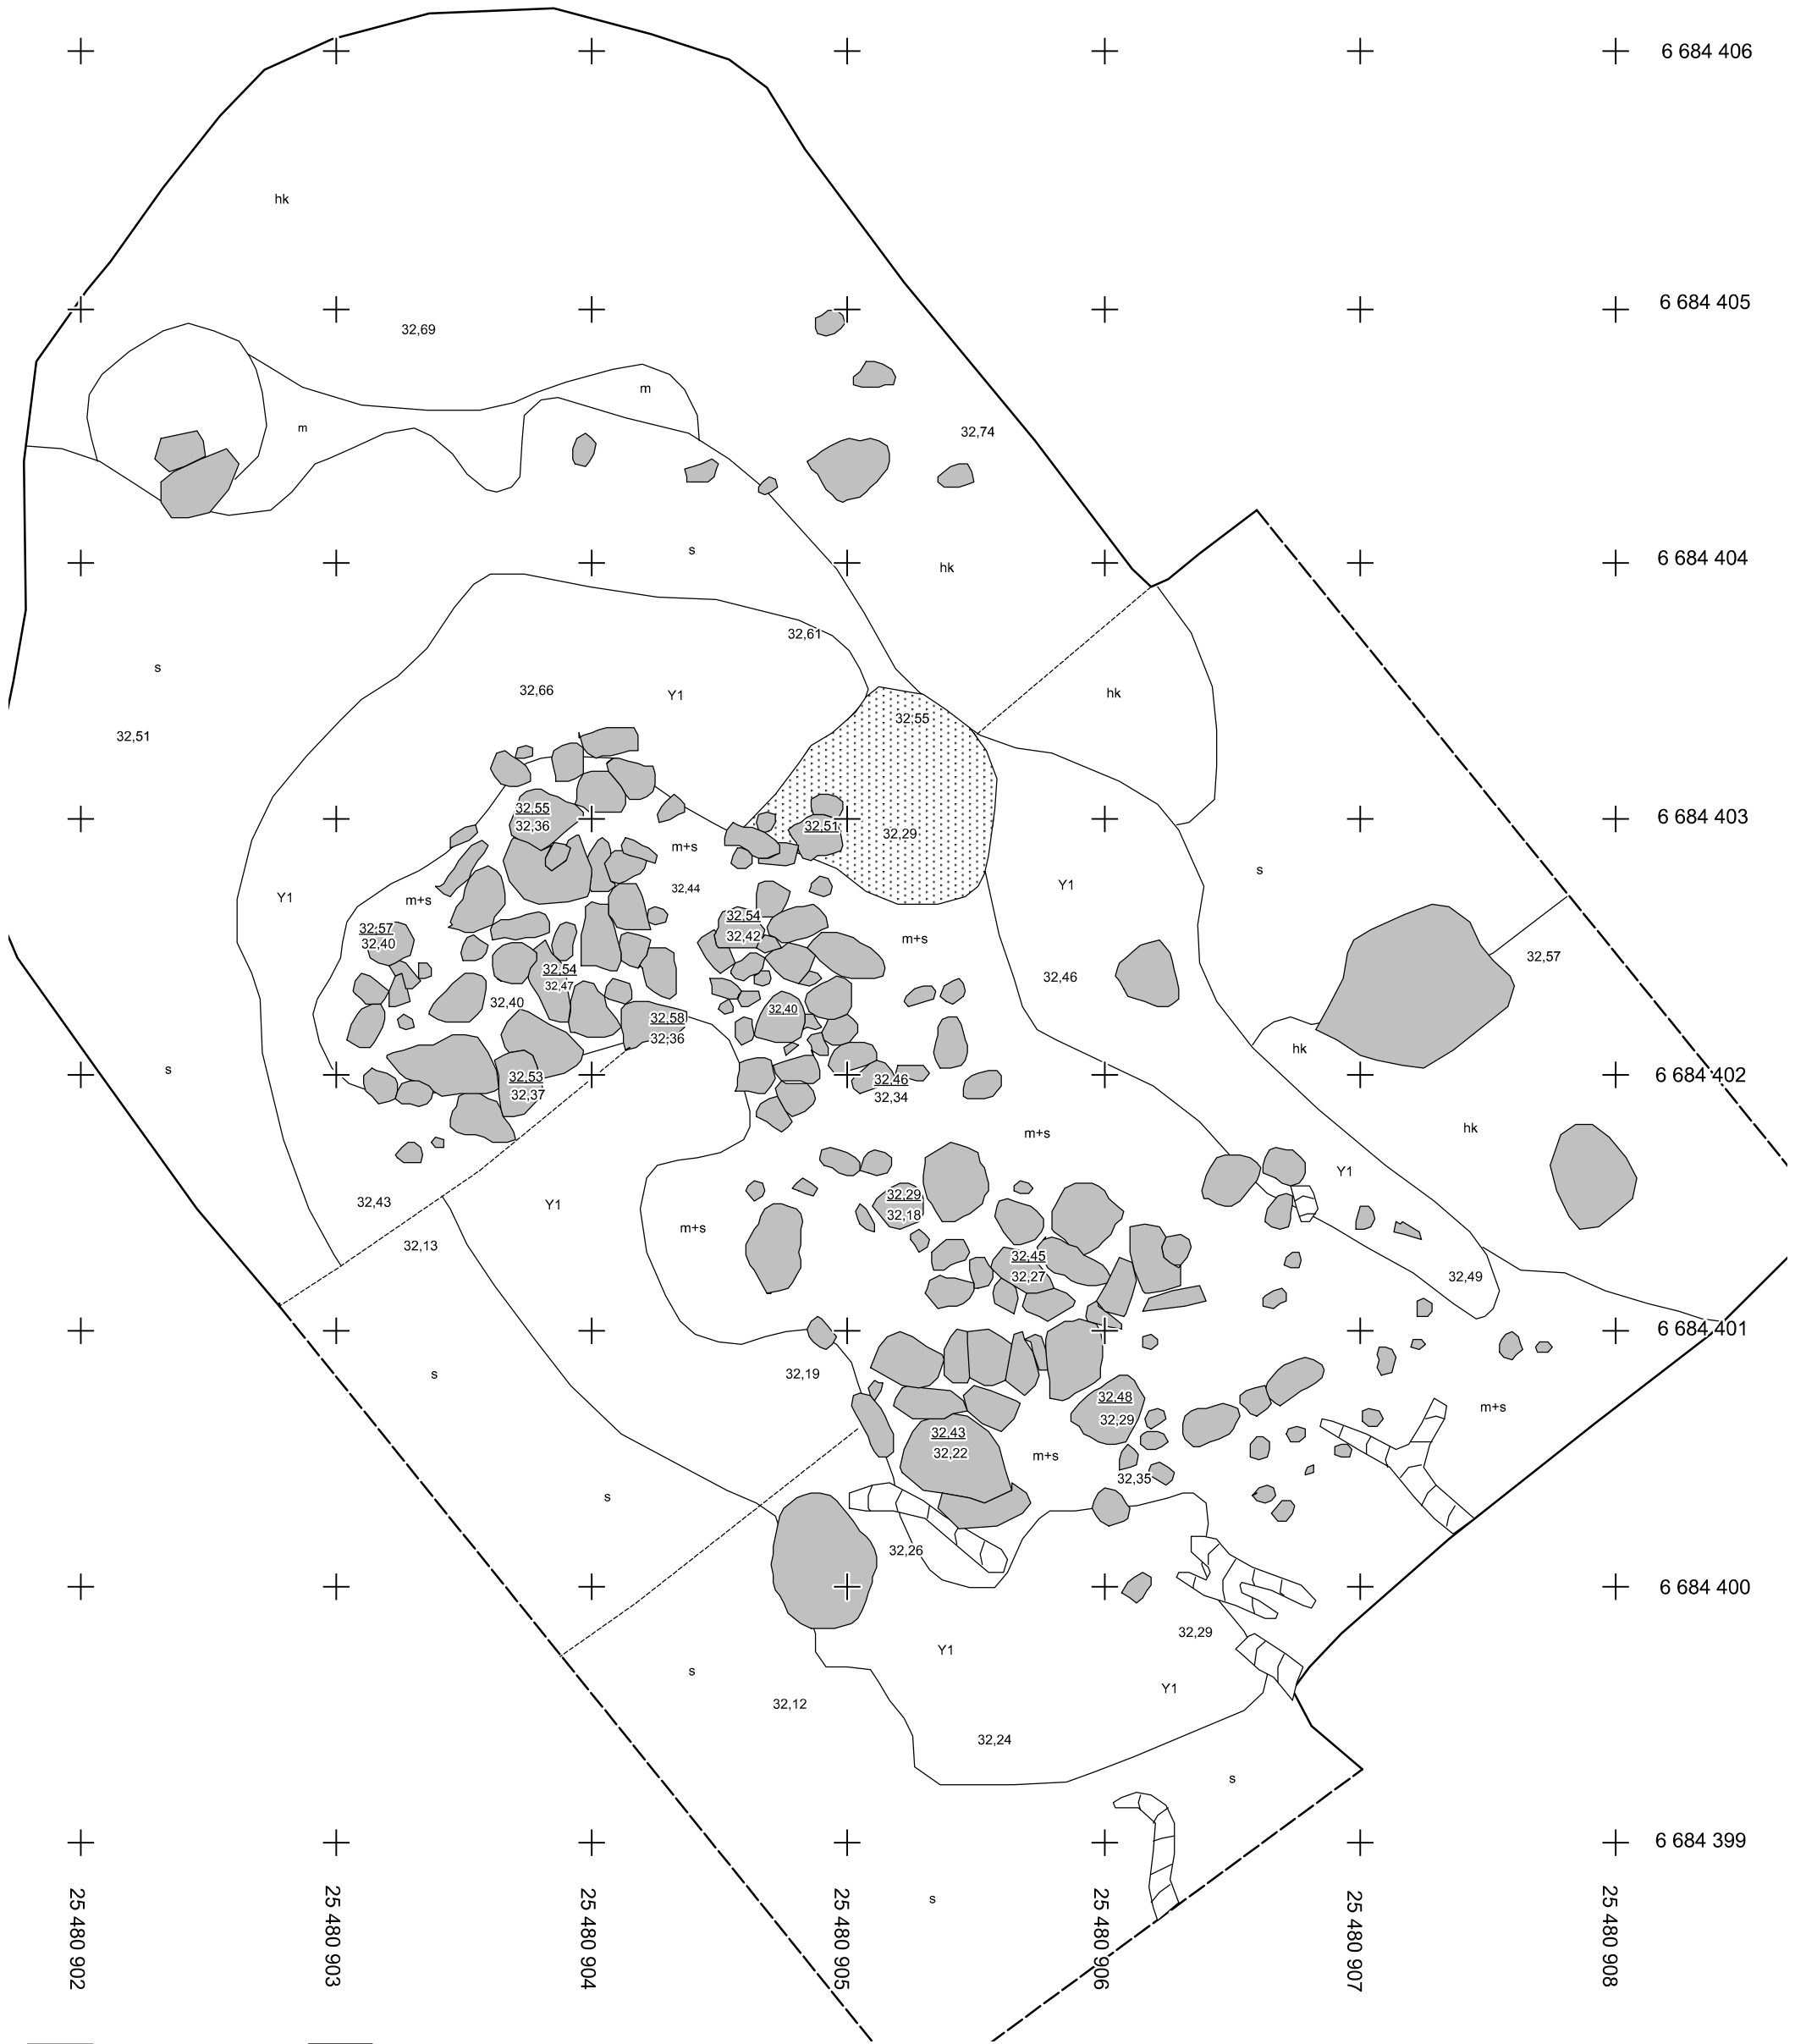 6 684 406
hk
6 684 405
32,69
m
m
32,74
s
hk
6 684 404
32,61
s
32,66
Y1
hk
32,55
32,51
32,55
32,36
32,51
32,29
6 684 403
m+s
s
Y1
32,44
Y1
m+s
32,57
32,40
32,54
32,42
m+s
32,57
32,54
32,47
32,46
32,40
32,40
32,58
32,36
hk
s
32,53
32,37
32,46
32,34
6 684 402
m+s
hk
Y1
32,43
Y1
32,29
32,18
m+s
32,13
32,45
32,27
32,49
6 684 401
s
32,19
32,48
32,29
m+s
32,43
32,22
m+s
32,35
s
32,26
6 684 400
32,29
Y1
s
Y1
32,12
32,24
s
6 684 399
s
25 480 902
25 480 903
25 480 904
25 480 905
25 480 906
25 480 907
25 480 908